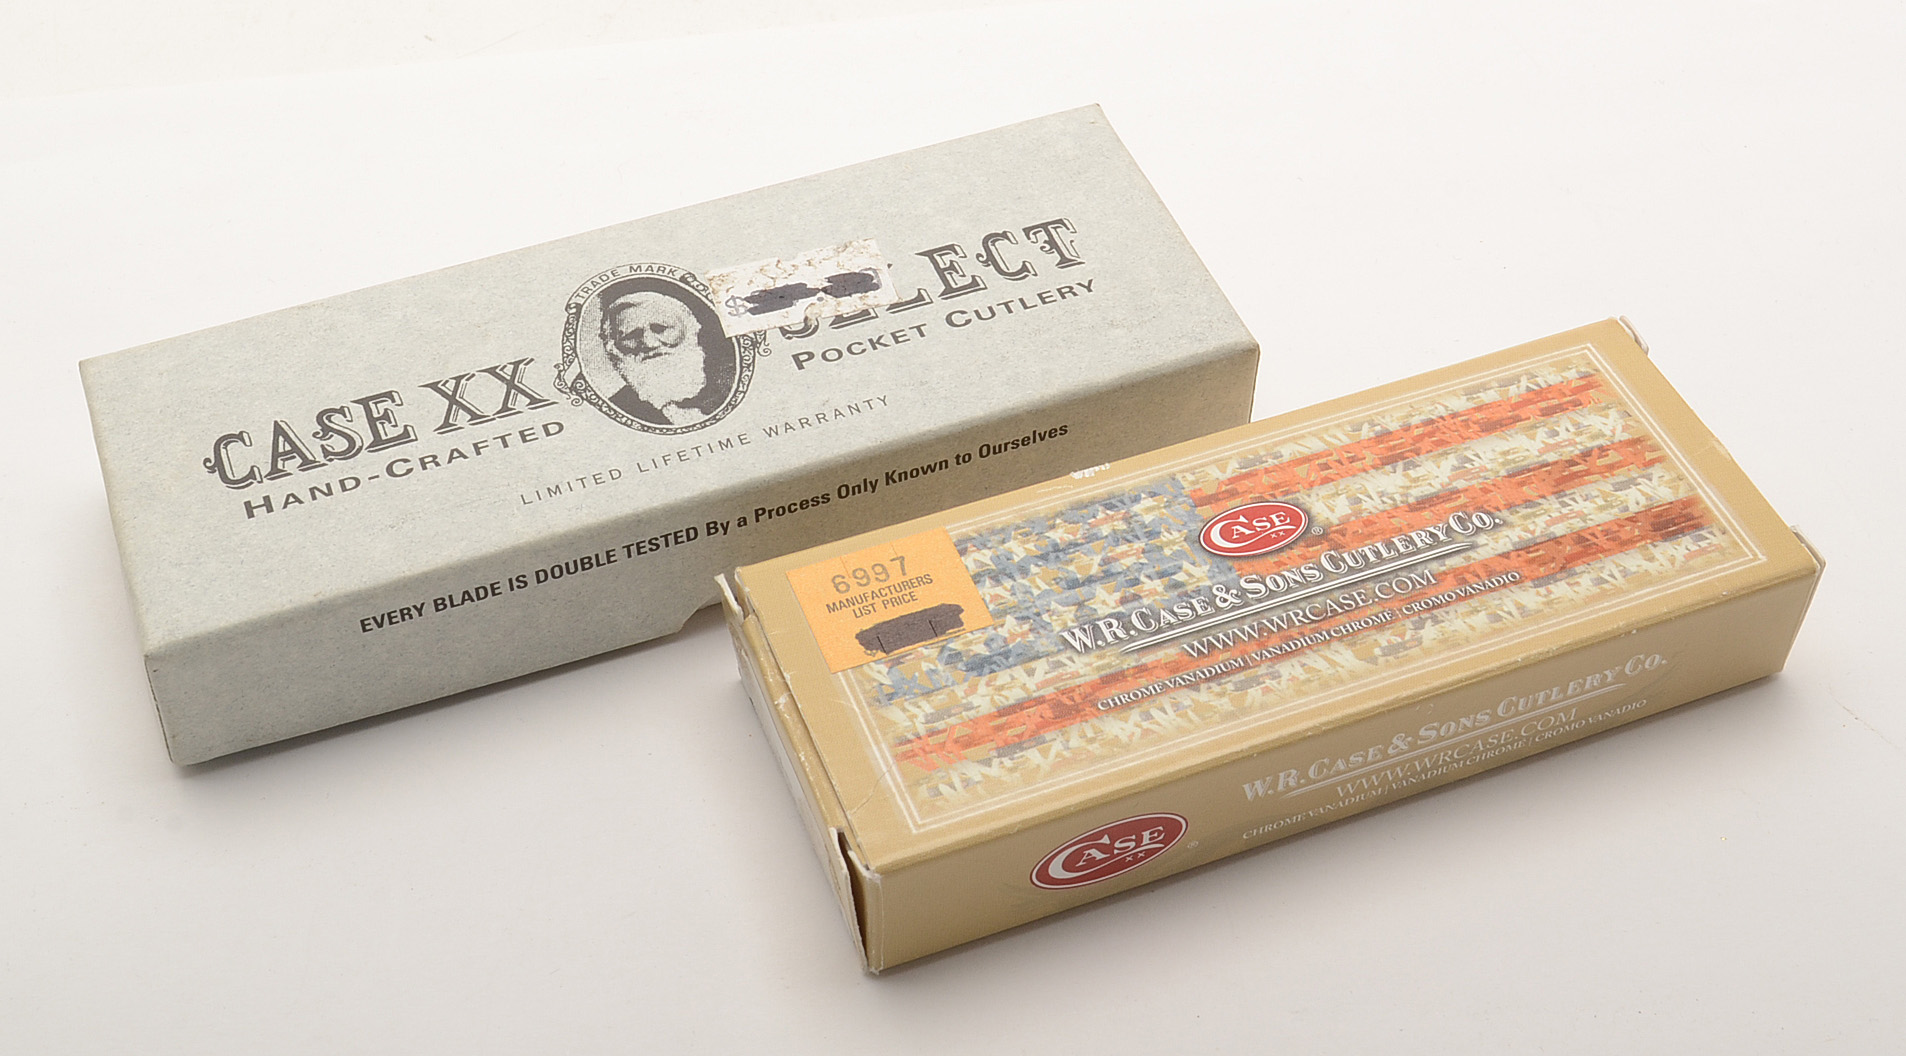 TRADE MARK
CASE XX
HAND-CRAFTED
$
POCKET CUTLERY
LIMITED LIFETIME WARRANTY
EVERY BLADE IS DOUBLE TESTED By a Process Only Known to Ourselves
6997
MANUFACTURERS
LIST PRICE
CASE
XX
®
W.R. CASE & SONS CUTLERY CO.
WWW.WRCASE.COM
CHROME VANADIUM | VANADIUM CHROME | CROMO VANADIO
CASE
XX
®
W.R. CASE & SONS CUTLERY CO.
WWW.WRCASE.COM
CHROME VANADIUM | VANADIUM CHROME | CROMO VANADIO